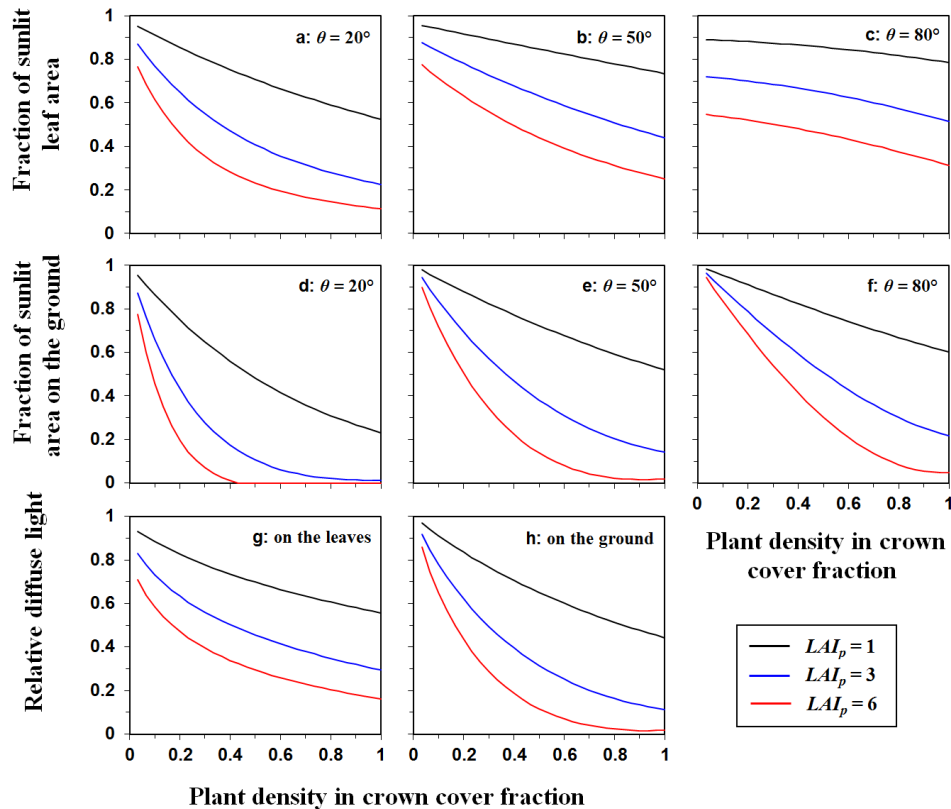 Fraction of sunlit
leaf area
1
0.8
0.6
0.4
0.2
0
a: θ = 20°
b: θ = 50°
c: θ = 80°
Fraction of sunlit
area on the ground
1
0.8
0.6
0.4
0.2
0
d: θ = 20°
e: θ = 50°
f: θ = 80°
0 0.2 0.4 0.6 0.8 1
Plant density in crown
cover fraction
Relative diffuse light
1
0.8
0.6
0.4
0.2
0
g: on the leaves
h: on the ground
0 0.2 0.4 0.6 0.8 1
0 0.2 0.4 0.6 0.8 1
Plant density in crown cover fraction
LAIp = 1
LAIp = 3
LAIp = 6